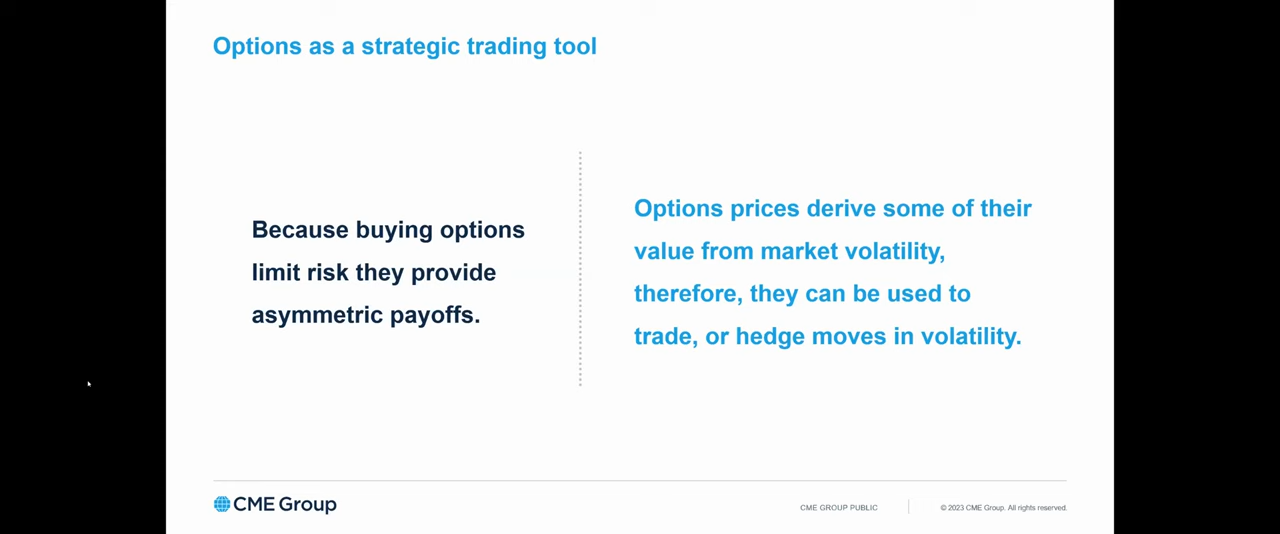 Options as a strategic trading tool
Because buying options
limit risk they provide
asymmetric payoffs.
Options prices derive some of their
value from market volatility,
therefore, they can be used to
trade, or hedge moves in volatility.
CME Group
CME GROUP PUBLIC
© 2023 CME Group. All rights reserved.